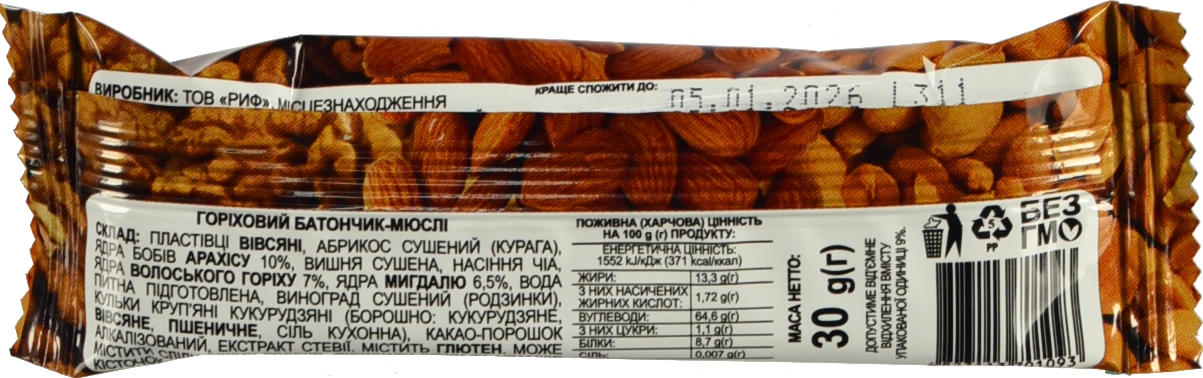 ВИРОБНИК: ТОВ «РИФ», МІСЦЕЗНАХОДЖЕННЯ
КРАЩЕ СПОЖИТИ ДО: 05.01.2026 L311
ГОРІХОВИЙ БАТОНЧИК-МЮСЛІ
СКЛАД: ПЛАСТІВЦІ ВІВСЯНІ, АБРИКОС СУШЕНИЙ (КУРАГА),
ЯДРА БОБІВ АРАХІСУ 10%, ВИШНЯ СУШЕНА, НАСІННЯ ЧІА,
ЯДРА ВОЛОСЬКОГО ГОРІХУ 7%, ЯДРА МИГДАЛЮ 6,5%, ВОДА
ПИТНА ПІДГОТОВЛЕНА, ВИНОГРАД СУШЕНИЙ (РОДЗИНКИ),
КУЛЬКИ КРУП'ЯНІ КУКУРУДЗЯНІ (БОРОШНО: КУКУРУДЗЯНЕ,
ВІВСЯНЕ, ПШЕНИЧНЕ, СІЛЬ КУХОННА), КАКАО-ПОРОШОК
АЛКАЛІЗОВАНИЙ, ЕКСТРАКТ СТЕВІЇ. МІСТИТЬ ГЛЮТЕН. МОЖЕ
МІСТИТИ
ПОЖИВНА (ХАРЧОВА) ЦІННІСТЬ
НА 100 g (г) ПРОДУКТУ:
ЕНЕРГЕТИЧНА ЦІННІСТЬ:
1552 kJ/кДж (371 kcal/ккал)
ЖИРИ: 13,3 g(г)
З НИХ НАСИЧЕНИХ
ЖИРНИХ КИСЛОТ: 1,72 g(г)
ВУГЛЕВОДИ: 64,6 g(г)
З НИХ ЦУКРИ: 1,1 g(г)
БІЛКИ: 8,7 g(г)
СІЛЬ: 0,007 g(г)
МАСА НЕТТО:
30 g(г)
ДОПУСТИМЕ ВІД'ЄМНЕ
ВІДХИЛЕННЯ ВМІСТУ
УПАКОВАНОЇ ОДИНИЦІ 9%.
5
PP
БЕЗ
ГМО